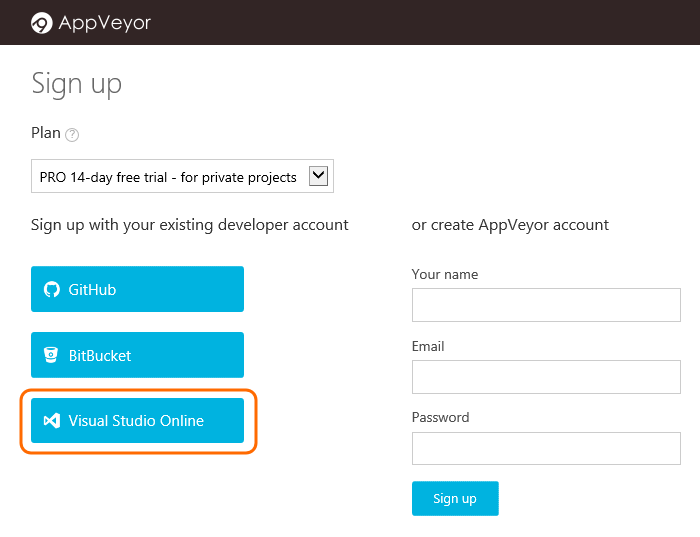 AppVeyor
Sign up
Plan ?
PRO 14-day free trial - for private projects
Sign up with your existing developer account
GitHub
BitBucket
Visual Studio Online
or create AppVeyor account
Your name
Email
Password
Sign up